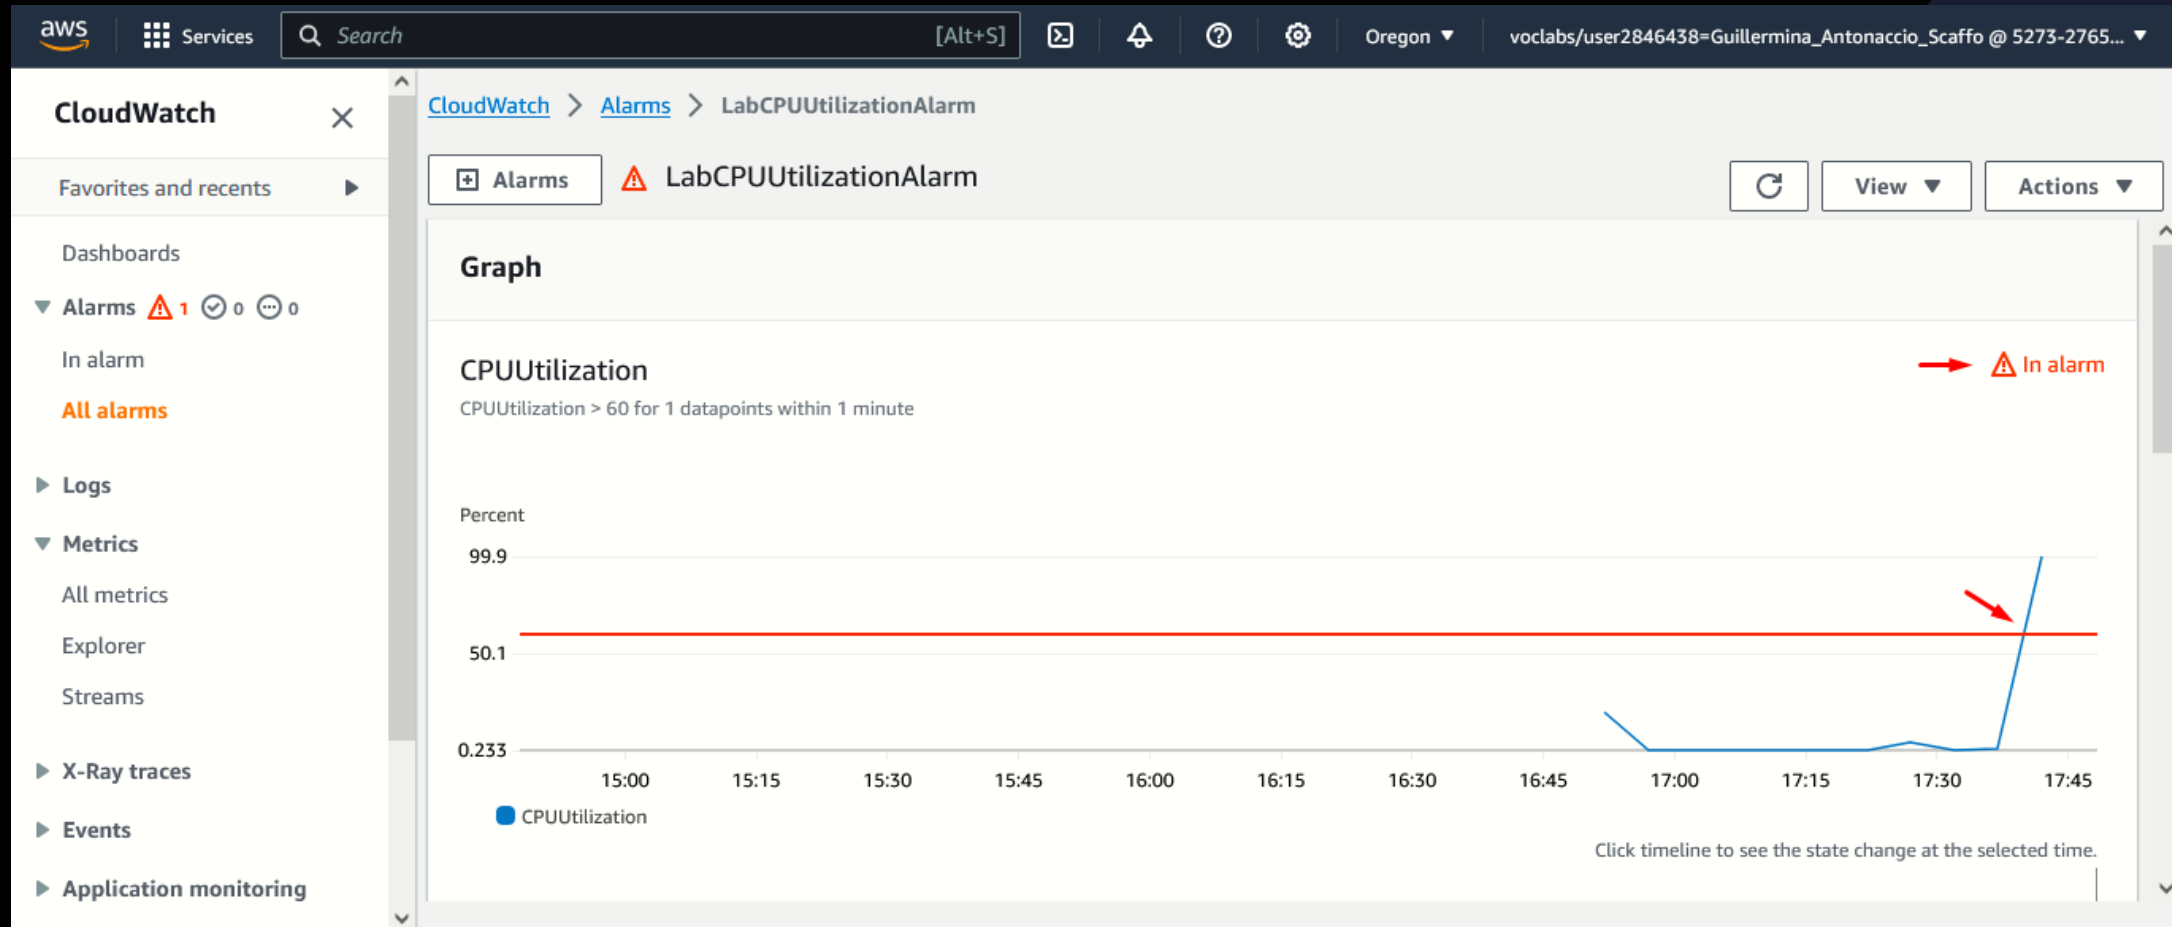 aws
Services
Search
[Alt+S]
Oregon
voclabs/user2846438=Guillermina_Antonaccio_Scaffo @ 5273-2765...
CloudWatch
Favorites and recents
Dashboards
Alarms 1 0 0
In alarm
All alarms
Logs
Metrics
All metrics
Explorer
Streams
X-Ray traces
Events
Application monitoring
CloudWatch > Alarms > LabCPUUtilizationAlarm
Alarms
LabCPUUtilizationAlarm
View
Actions
Graph
CPUUtilization
In alarm
CPUUtilization > 60 for 1 datapoints within 1 minute
Percent
99.9
50.1
0.233
15:00 15:15 15:30 15:45 16:00 16:15 16:30 16:45 17:00 17:15 17:30 17:45
CPUUtilization
Click timeline to see the state change at the selected time.